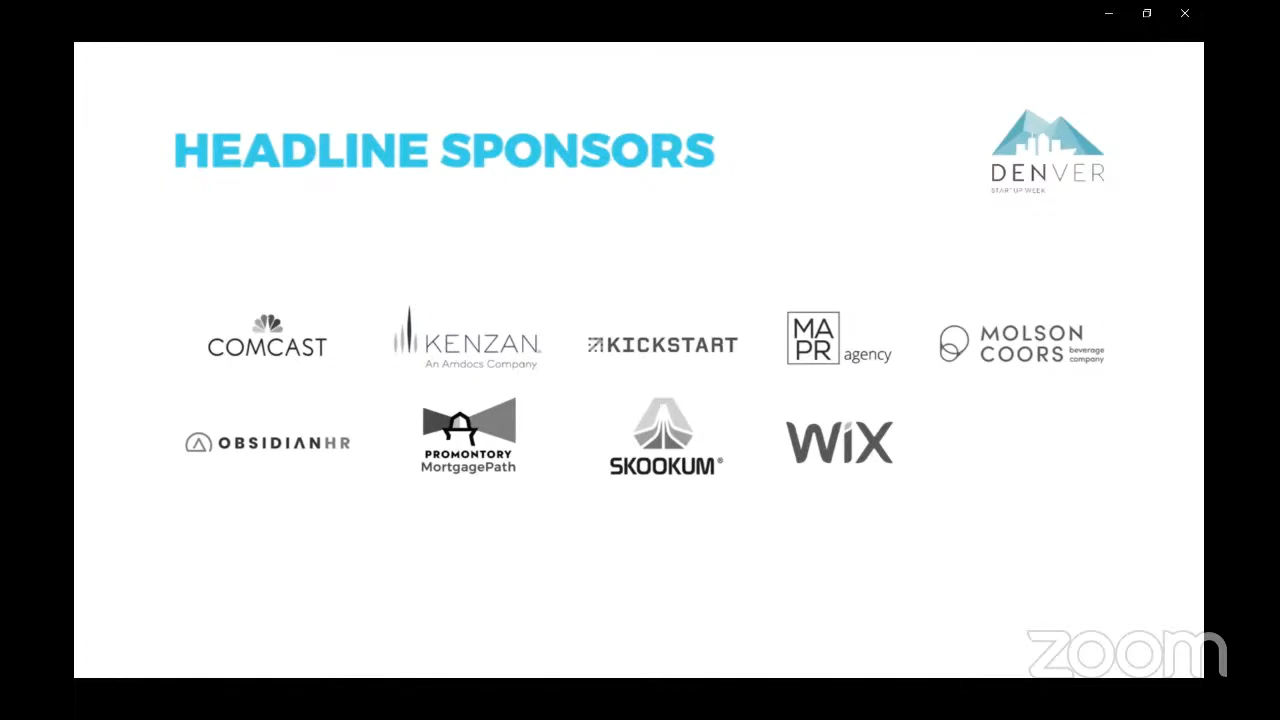 HEADLINE SPONSORS
DENVER
STARTUP WEEK
COMCAST
KENZAN
An Amdocs Company
KICKSTART
MA
PR agency
MOLSON
COORS beverage
company
OBSIDIANHR
PROMONTORY
MortgagePath
SKOOKUM®
WiX
zoom